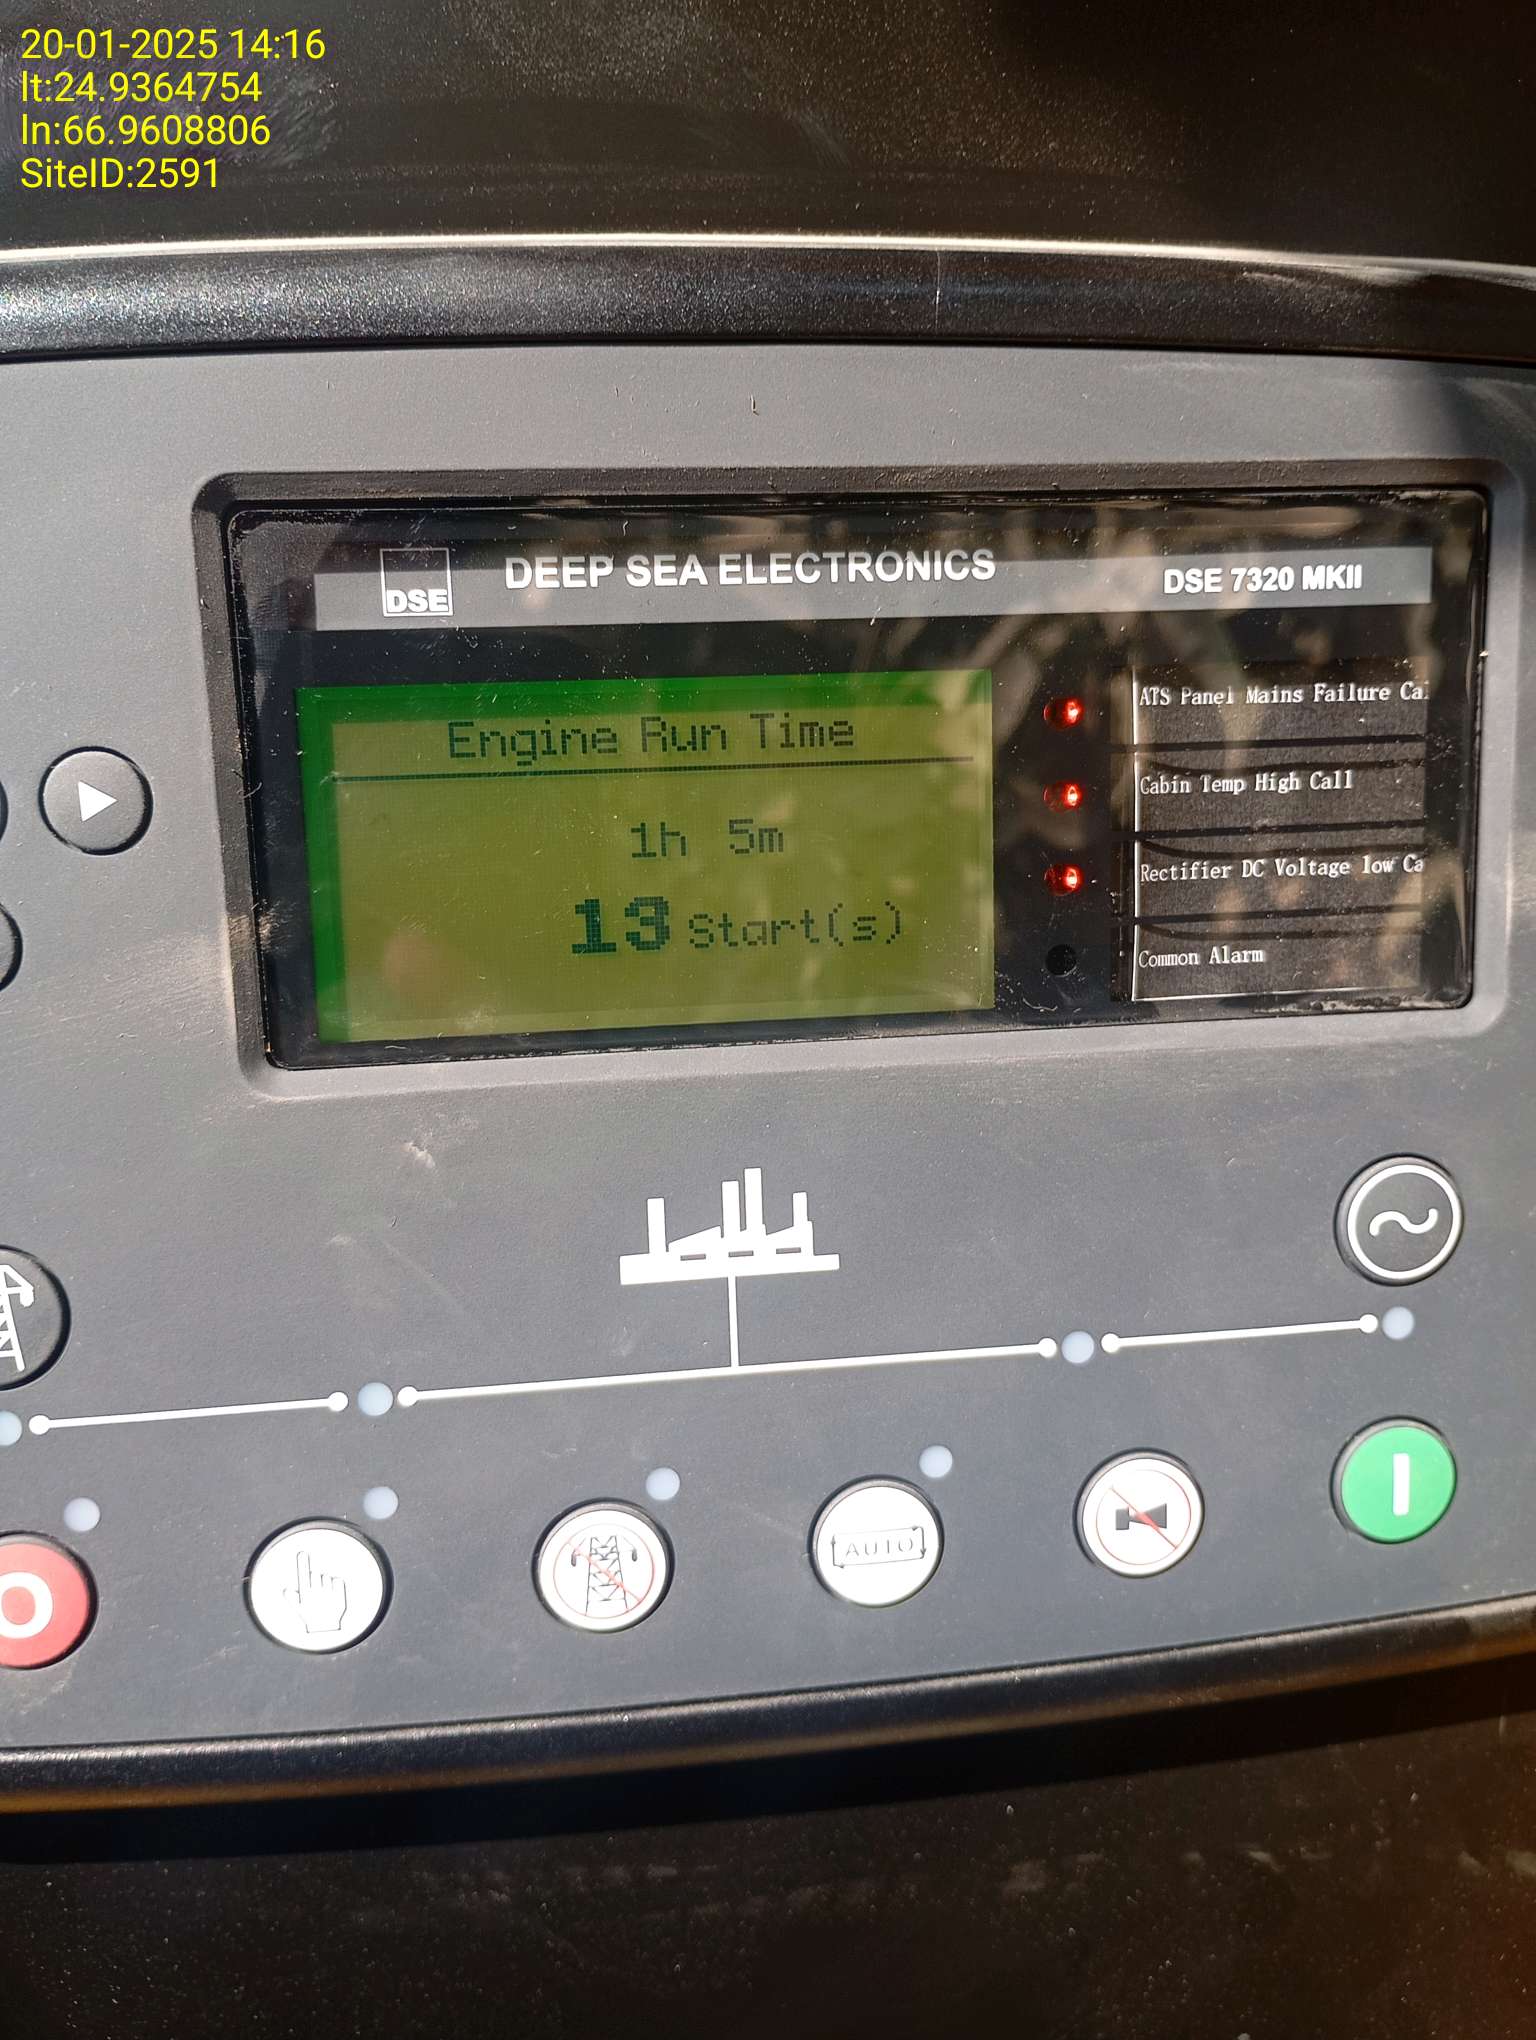 20-01-2025 14:16
lt:24.9364754
ln:66.9608806
SiteID:2591
DSE
DEEP SEA ELECTRONICS
DSE 7320 MKII
Engine Run Time
1h 5m
13 Start(s)
ATS Panel Mains Failure Cal
Cabin Temp High Call
Rectifier DC Voltage low Ca
Common Alarm
AUTO